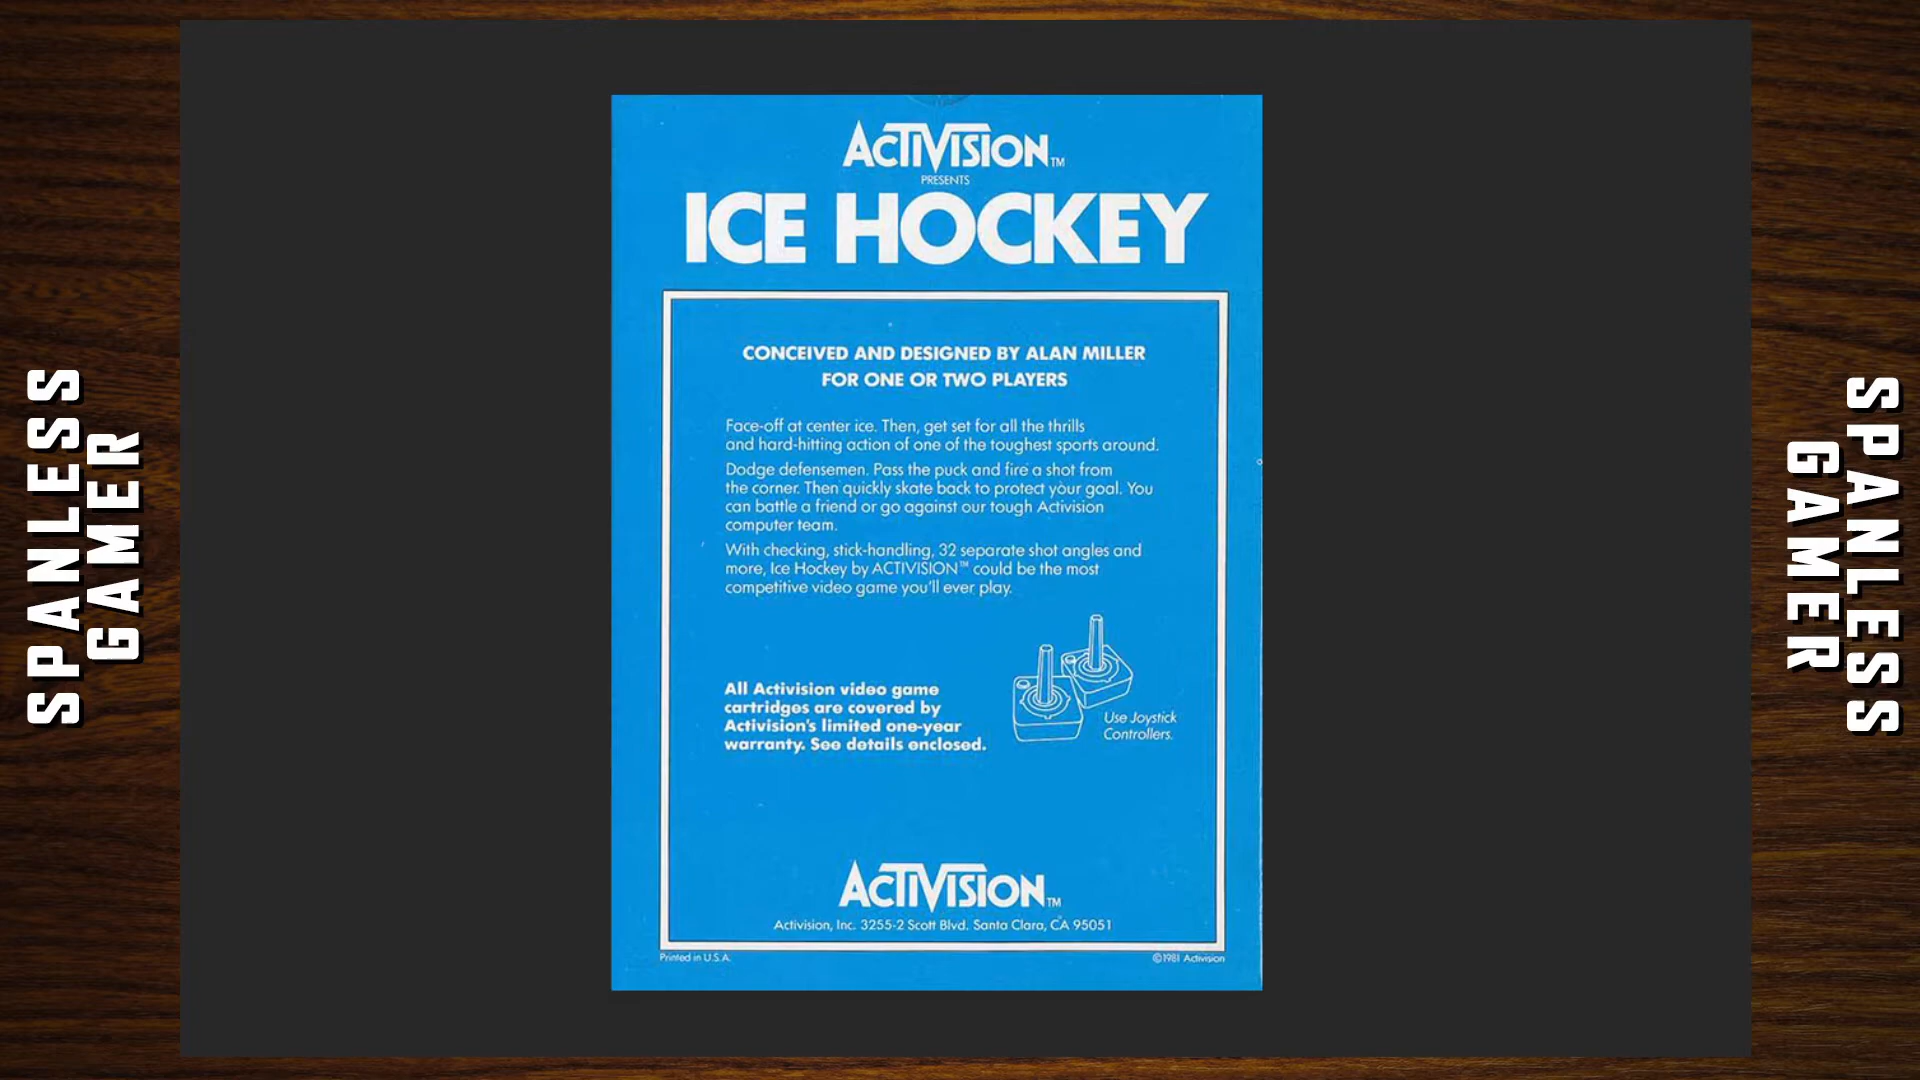 ACTIVISION™
PRESENTS
ICE HOCKEY
CONCEIVED AND DESIGNED BY ALAN MILLER
FOR ONE OR TWO PLAYERS
Face-off at center ice. Then, get set for all the thrills
and hard-hitting action of one of the toughest sports around.
Dodge defensemen. Pass the puck and fire a shot from
the corner. Then quickly skate back to protect your goal. You
can battle a friend or go against our tough Activision
computer team.
With checking, stick-handling, 32 separate shot angles and
more, Ice Hockey by ACTIVISION™ could be the most
competitive video game you'll ever play.
All Activision video game
cartridges are covered by
Activision's limited one-year
warranty. See details enclosed.
Use Joystick
Controllers.
ACTIVISION™
Activision, Inc. 3255-2 Scott Blvd. Santa Clara, CA 95051
Printed in U.S.A.
©1981 Activision
SPANLESS
GAMER
SPANLESS
GAMER